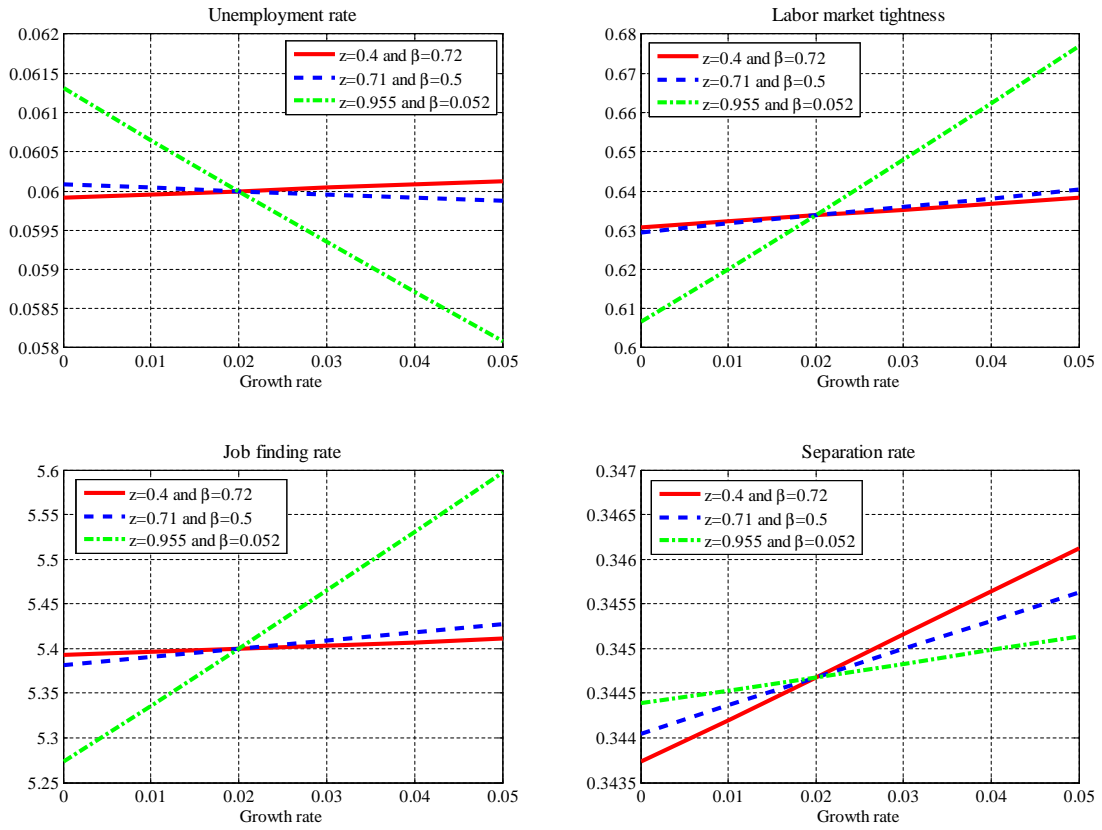 Unemployment rate
0.062
0.0615
0.061
0.0605
0.06
0.0595
0.059
0.0585
0.058
z=0.4 and β=0.72
z=0.71 and β=0.5
z=0.955 and β=0.052
0 0.01 0.02 0.03 0.04 0.05
Growth rate
Labor market tightness
0.68
0.67
0.66
0.65
0.64
0.63
0.63
0.61
0.6
z=0.4 and β=0.72
z=0.71 and β=0.5
z=0.955 and β=0.052
0 0.01 0.02 0.03 0.04 0.05
Growth rate
Job finding rate
5.6
5.55
5.5
5.45
5.4
5.35
5.3
5.25
z=0.4 and β=0.72
z=0.71 and β=0.5
z=0.955 and β=0.052
0 0.01 0.02 0.03 0.04 0.05
Growth rate
Separation rate
0.347
0.3465
0.346
0.3455
0.345
0.3445
0.344
0.3435
z=0.4 and β=0.72
z=0.71 and β=0.5
z=0.955 and β=0.052
0 0.01 0.02 0.03 0.04 0.05
Growth rate